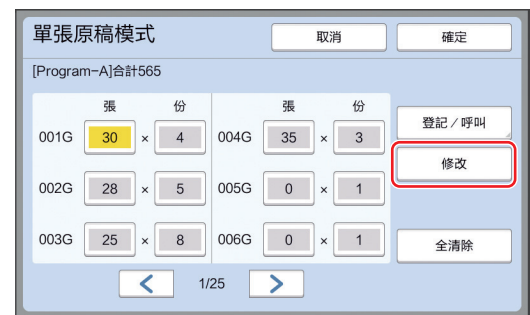 單張原稿模式 取消 確定
[Program-A]合計565
張 份 張 份
登記／呼叫
001G 30 × 4 004G 35 × 3
修改
002G 28 × 5 005G 0 × 1
003G 25 × 8 006G 0 × 1 全清除
< 1/25 >